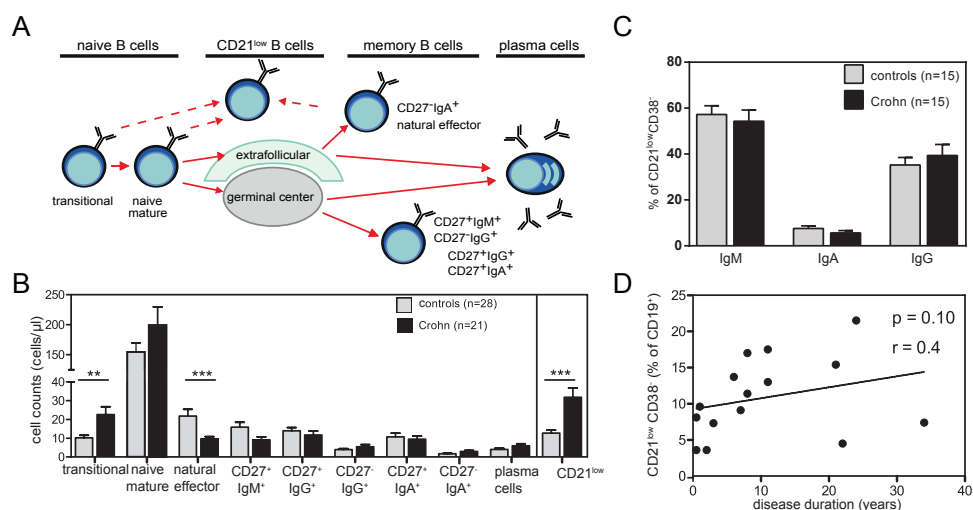 A
naive B cells
CD21low B cells
memory B cells
plasma cells
CD27-IgA+
natural effector
extrafollicular
germinal center
transitional
naive
mature
CD27+IgM+
CD27-IgG+
CD27+IgG+
CD27+IgA+
B
cell counts (cells/µl)
250
200
150
100
40
30
20
10
0
controls (n=28)
Crohn (n=21)
**
***
***
transitional
naive
mature
natural
effector
CD27+
IgM+
CD27+
IgG+
CD27-
IgG+
CD27+
IgA+
CD27-
IgA+
plasma
cells
CD21low
C
% of CD21lowCD38-
80
60
40
20
0
controls (n=15)
Crohn (n=15)
IgM
IgA
IgG
D
CD21low CD38- (% of CD19+)
25
20
15
10
5
0
p = 0.10
r = 0.4
0
10
20
30
40
disease duration (years)